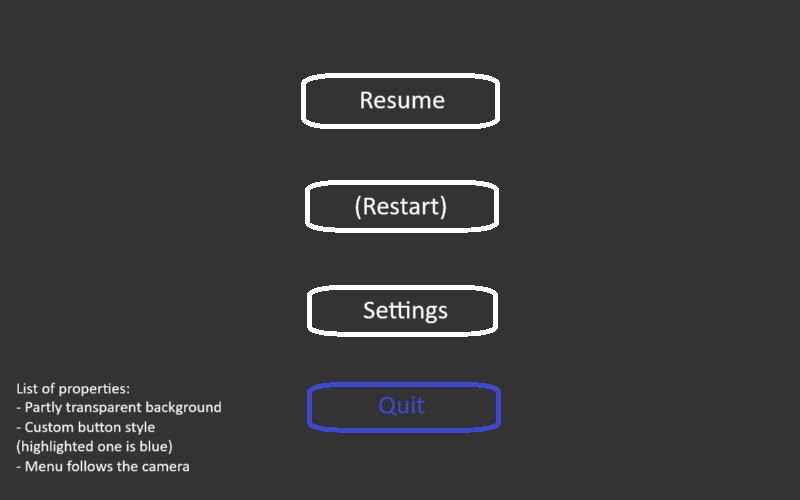 Resume
(Restart)
Settings
Quit
List of properties:
- Partly transparent background
- Custom button style
(highlighted one is blue)
- Menu follows the camera